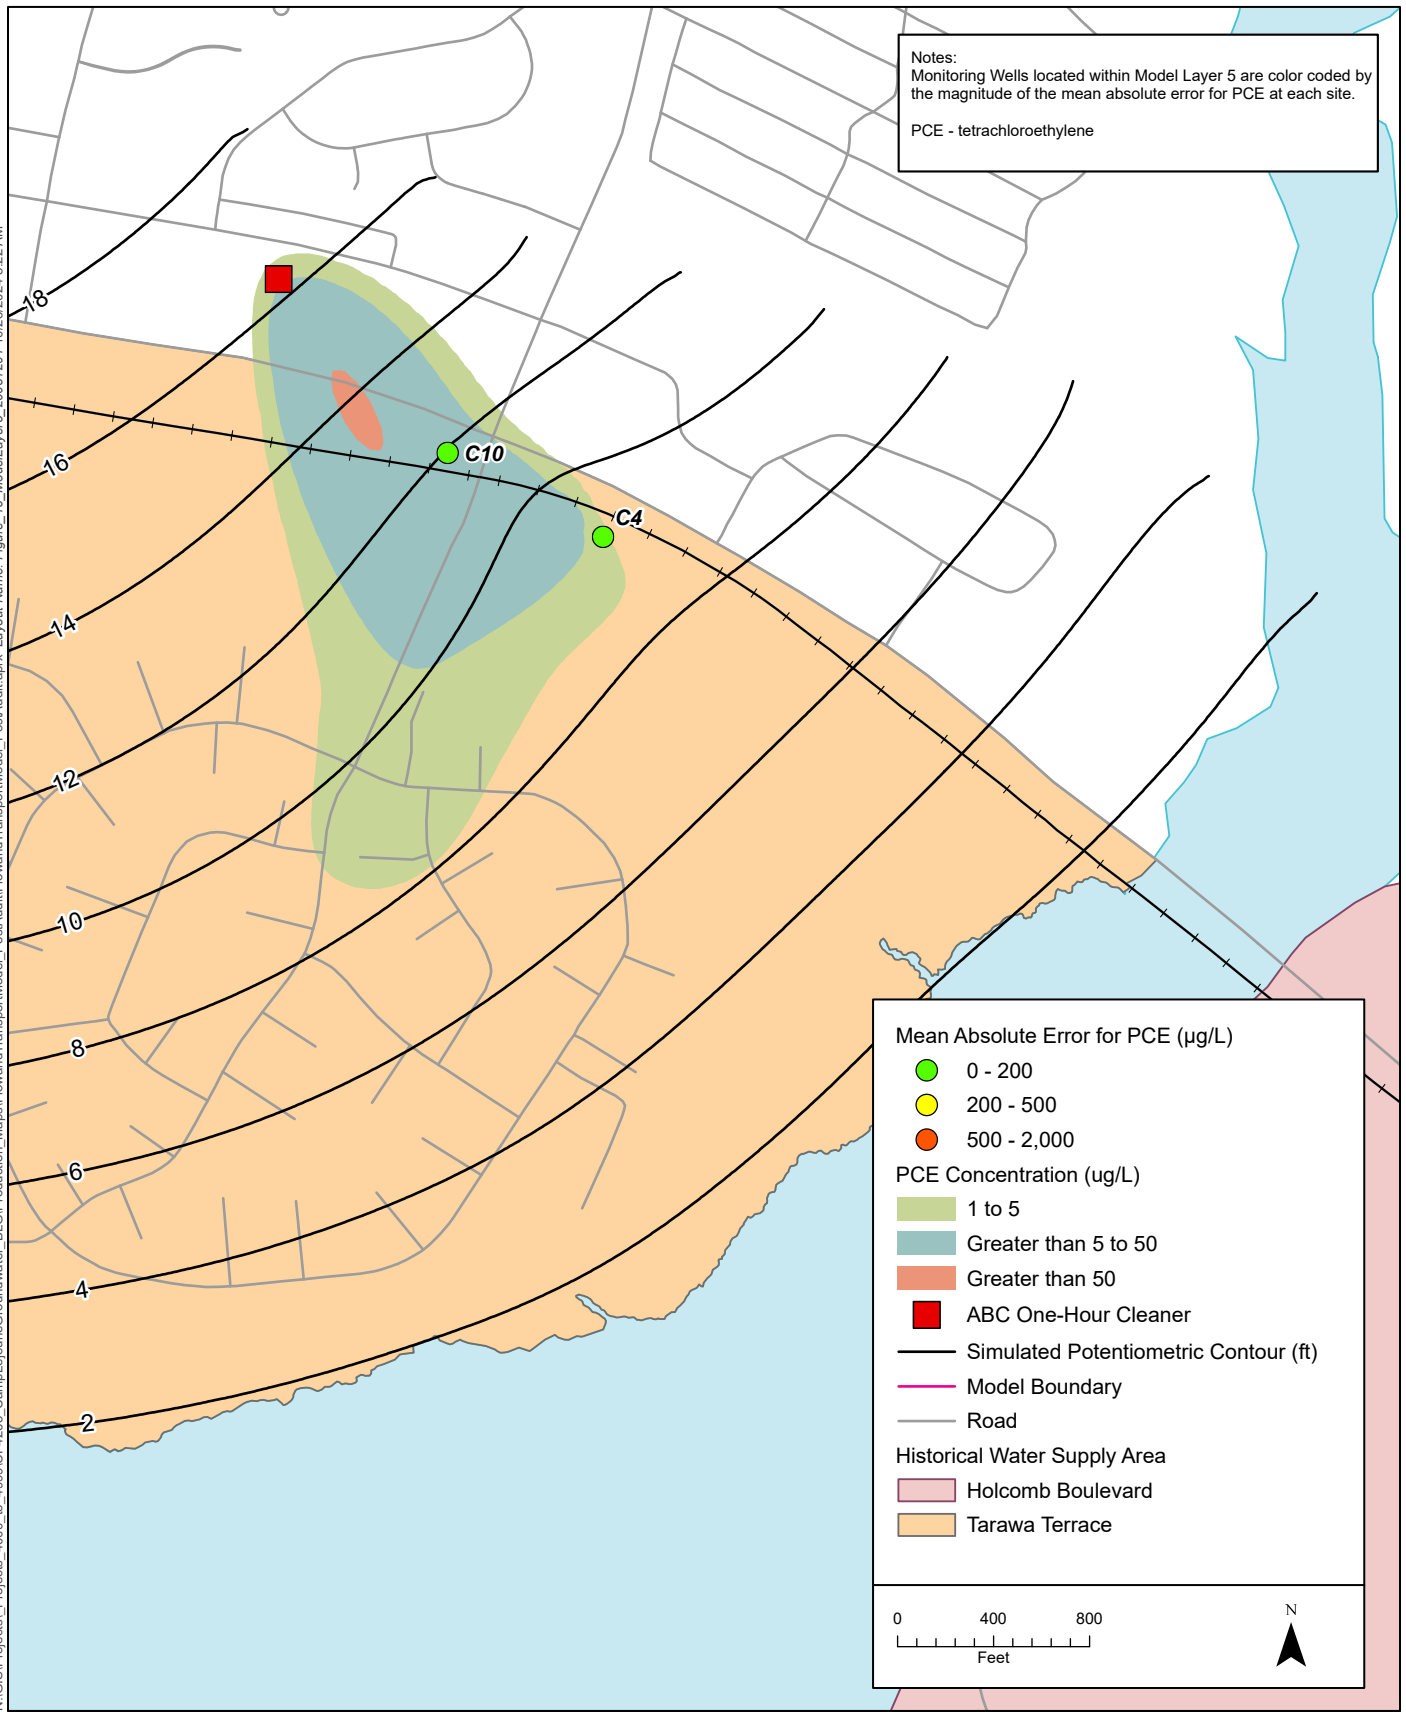 Notes:
Monitoring Wells located within Model Layer 5 are color coded by
the magnitude of the mean absolute error for PCE at each site.
PCE - tetrachloroethylene
18
16
C10
C4
14
12
10
8
6
4
2
Mean Absolute Error for PCE (µg/L)
0 - 200
200 - 500
500 - 2,000
PCE Concentration (ug/L)
1 to 5
Greater than 5 to 50
Greater than 50
ABC One-Hour Cleaner
Simulated Potentiometric Contour (ft)
Model Boundary
Road
Historical Water Supply Area
Holcomb Boulevard
Tarawa Terrace
0 400 800
Feet
N